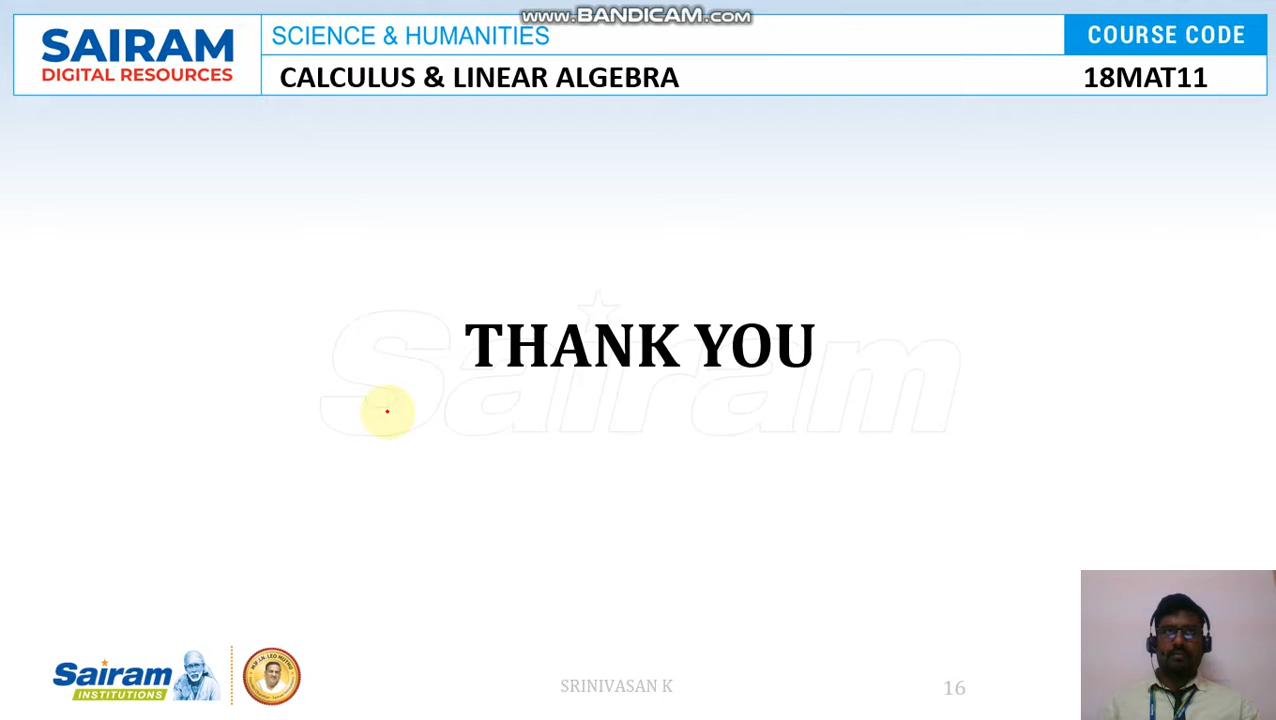 www.BANDICAM.com
SAIRAM
DIGITAL RESOURCES
SCIENCE & HUMANITIES
COURSE CODE
CALCULUS & LINEAR ALGEBRA
18MAT11
Sairam
THANK YOU
Sairam
INSTITUTIONS
SRINIVASAN K
16